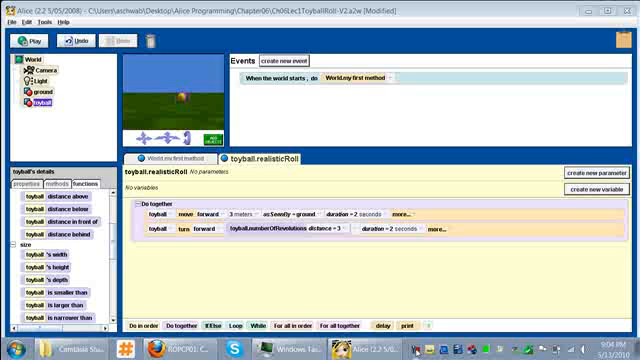 Alice (2.2 5/05/2008) - C:\Users\aschwab\Desktop\Alice Programming\Chapter06\Ch06Lec1ToyballRoll-V2.a2w [Modified]
File Edit Tools Help
Play Undo Redo
World
Camera
Light
ground
toyball
ADD OBJECTS
Events create new event
When the world starts , do World.my first method
toyball's details
properties methods functions
toyball distance above
toyball distance below
toyball distance in front of
toyball distance behind
size
toyball 's width
toyball 's height
toyball 's depth
toyball is smaller than
toyball is larger than
toyball is narrower than
World.my first method toyball.realisticRoll
toyball.realisticRoll No parameters create new parameter
No variables create new variable
Do together
toyball move forward 3 meters asSeenBy = ground duration = 2 seconds more...
toyball turn forward toyball.numberOfRevolutions distance = 3 duration = 2 seconds more...
Do in order Do together If/Else Loop While For all in order For all together delay print
Camtasia Stu... ROPCP01: C... Windows Tas... Alice (2.2 5/05...
9:04 PM
5/13/2010